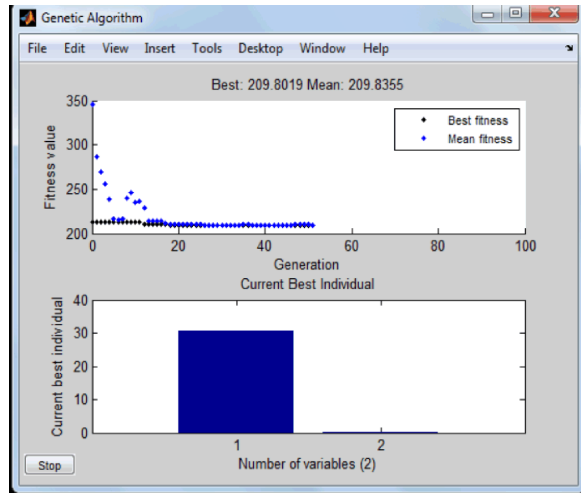 Genetic Algorithm
File Edit View Insert Tools Desktop Window Help
Best: 209.8019 Mean: 209.8355
350
300
250
200
Fitness value
Best fitness
Mean fitness
0 20 40 60 80 100
Generation
Current Best Individual
40
30
20
10
0
Current best individual
1 2
Number of variables (2)
Stop